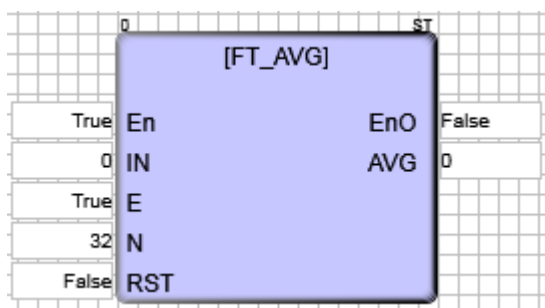 0 ST
[FT_AVG]
True En EnO False
0 IN AVG 0
True E
32 N
False RST